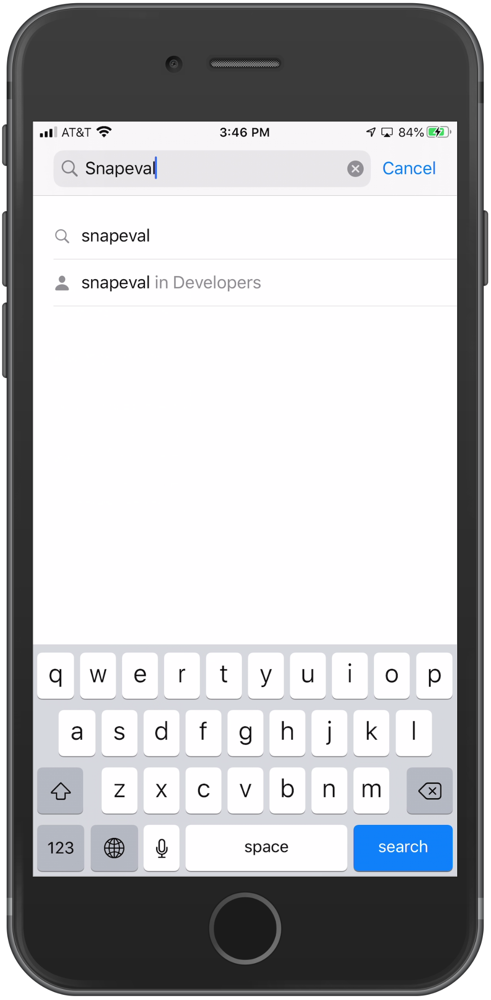 AT&T 3:46 PM 84%
Snapeval Cancel
snapeval
snapeval in Developers
q w e r t y u i o p
a s d f g h j k l
z x c v b n m
123 space search